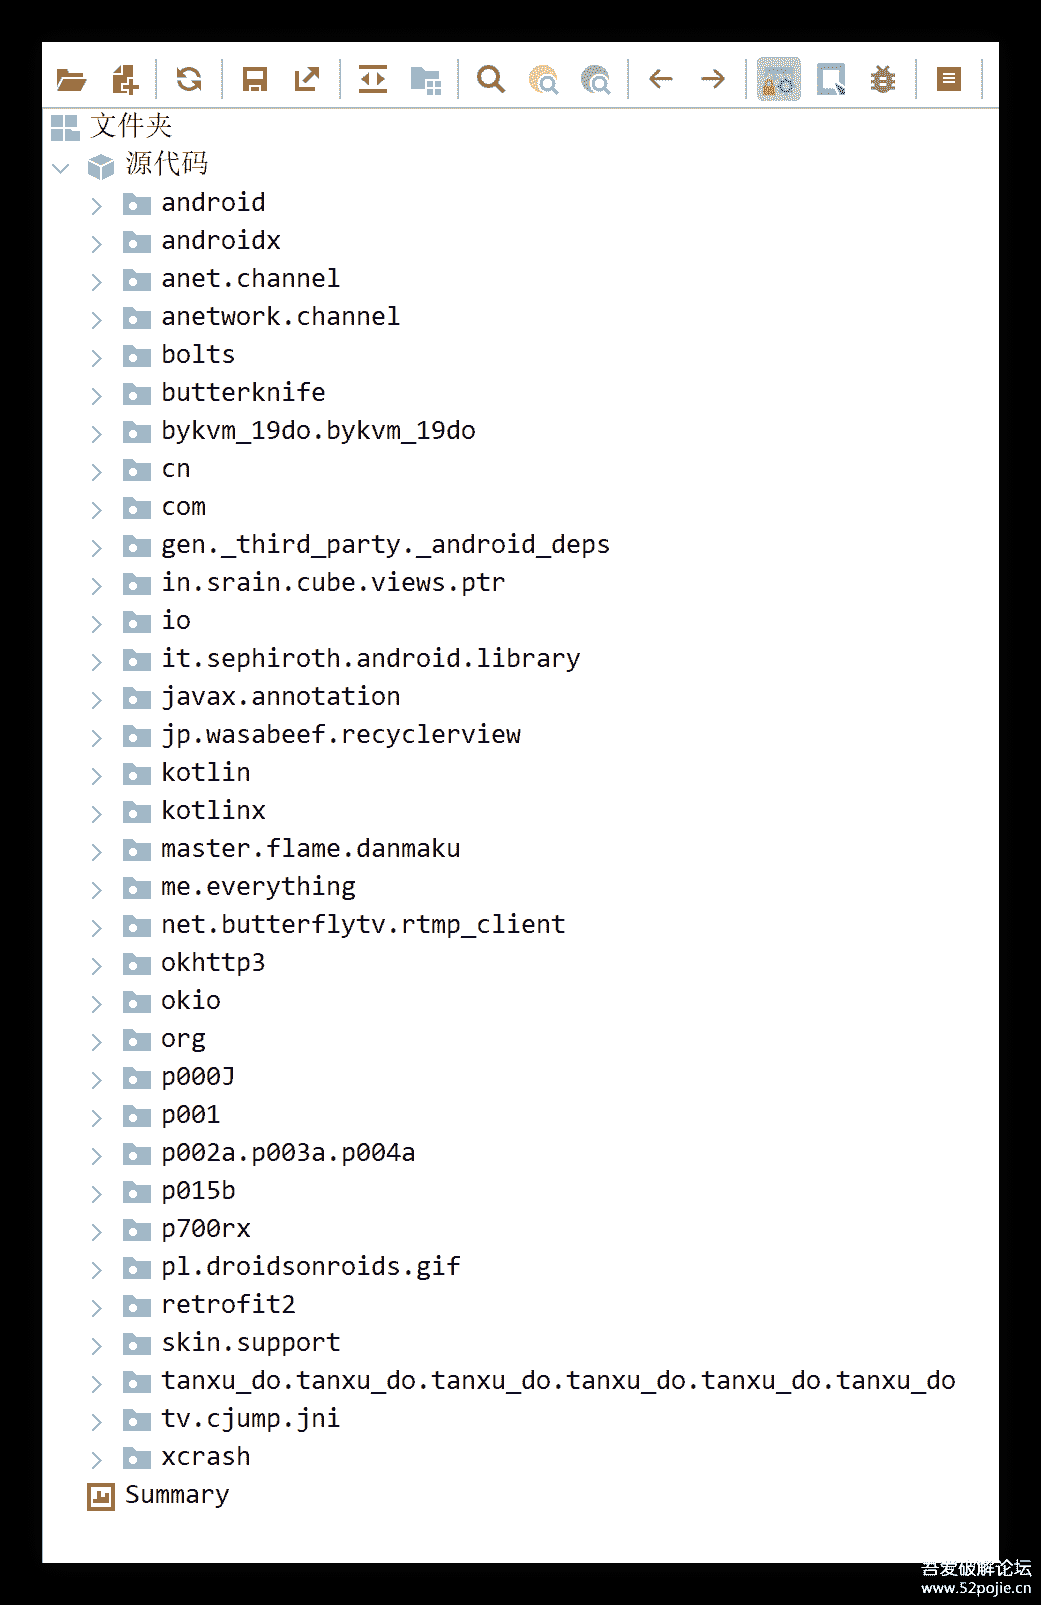 文件夹
源代码
android
androidx
anet.channel
anetwork.channel
bolts
butterknife
bykvm_19do.bykvm_19do
cn
com
gen._third_party._android_deps
in.srain.cube.views.ptr
io
it.sephiroth.android.library
javax.annotation
jp.wasabeef.recyclerview
kotlin
kotlinx
master.flame.danmaku
me.everything
net.butterflytv.rtmp_client
okhttp3
okio
org
p000J
p001
p002a.p003a.p004a
p015b
p700rx
pl.droidsonroids.gif
retrofit2
skin.support
tanxu_do.tanxu_do.tanxu_do.tanxu_do.tanxu_do.tanxu_do
tv.cjump.jni
xcrash
Summary
吾爱破解论坛
www.52pojie.cn